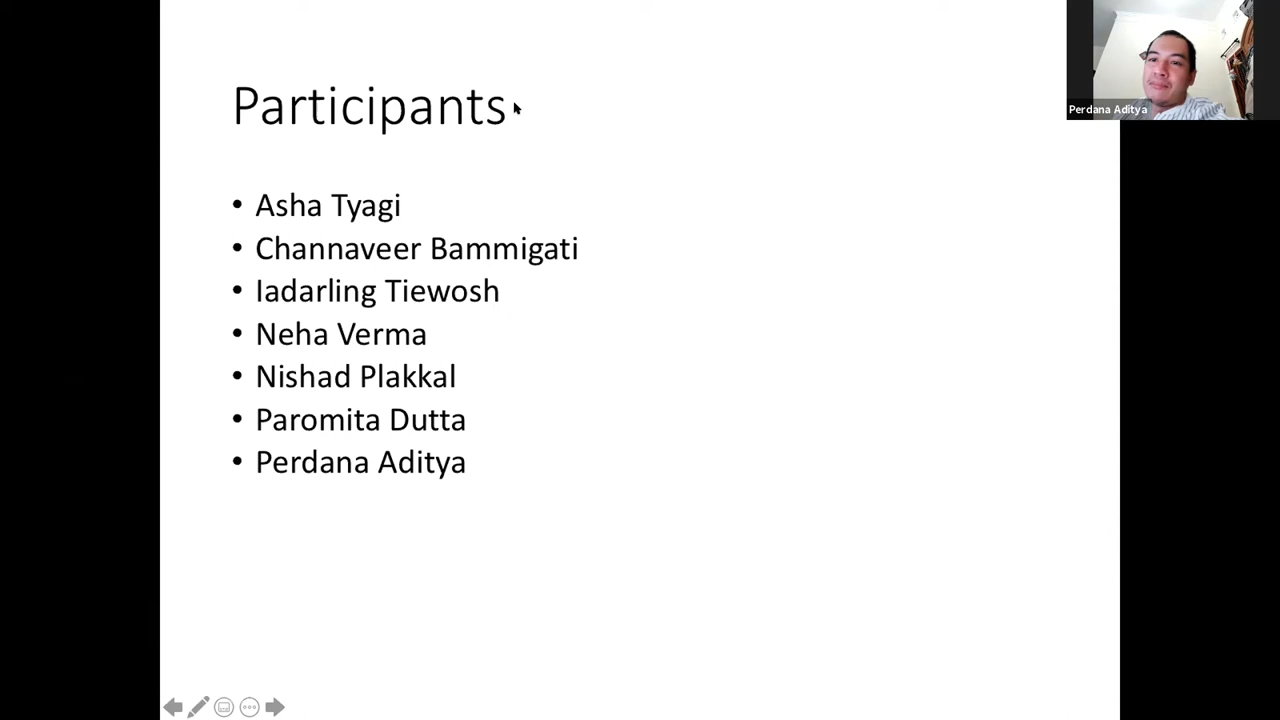 Participants
• Asha Tyagi
• Channaveer Bammigati
• Iadarling Tiewosh
• Neha Verma
• Nishad Plakkal
• Paromita Dutta
• Perdana Aditya
Perdana Aditya